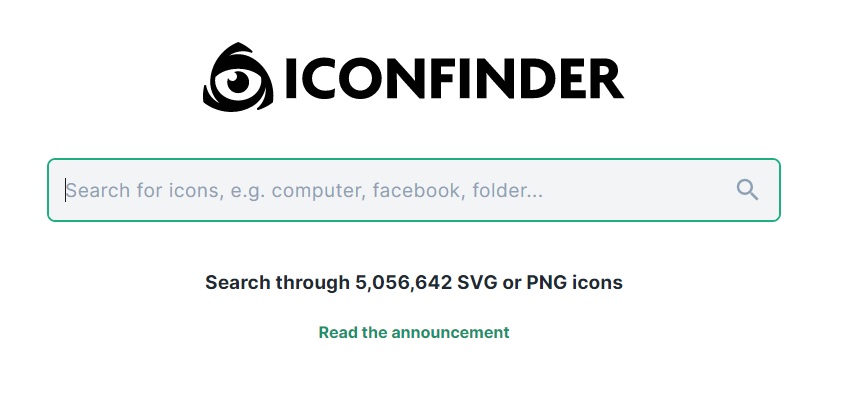 ICONFINDER
Search for icons, e.g. computer, facebook, folder...
Search through 5,056,642 SVG or PNG icons
Read the announcement